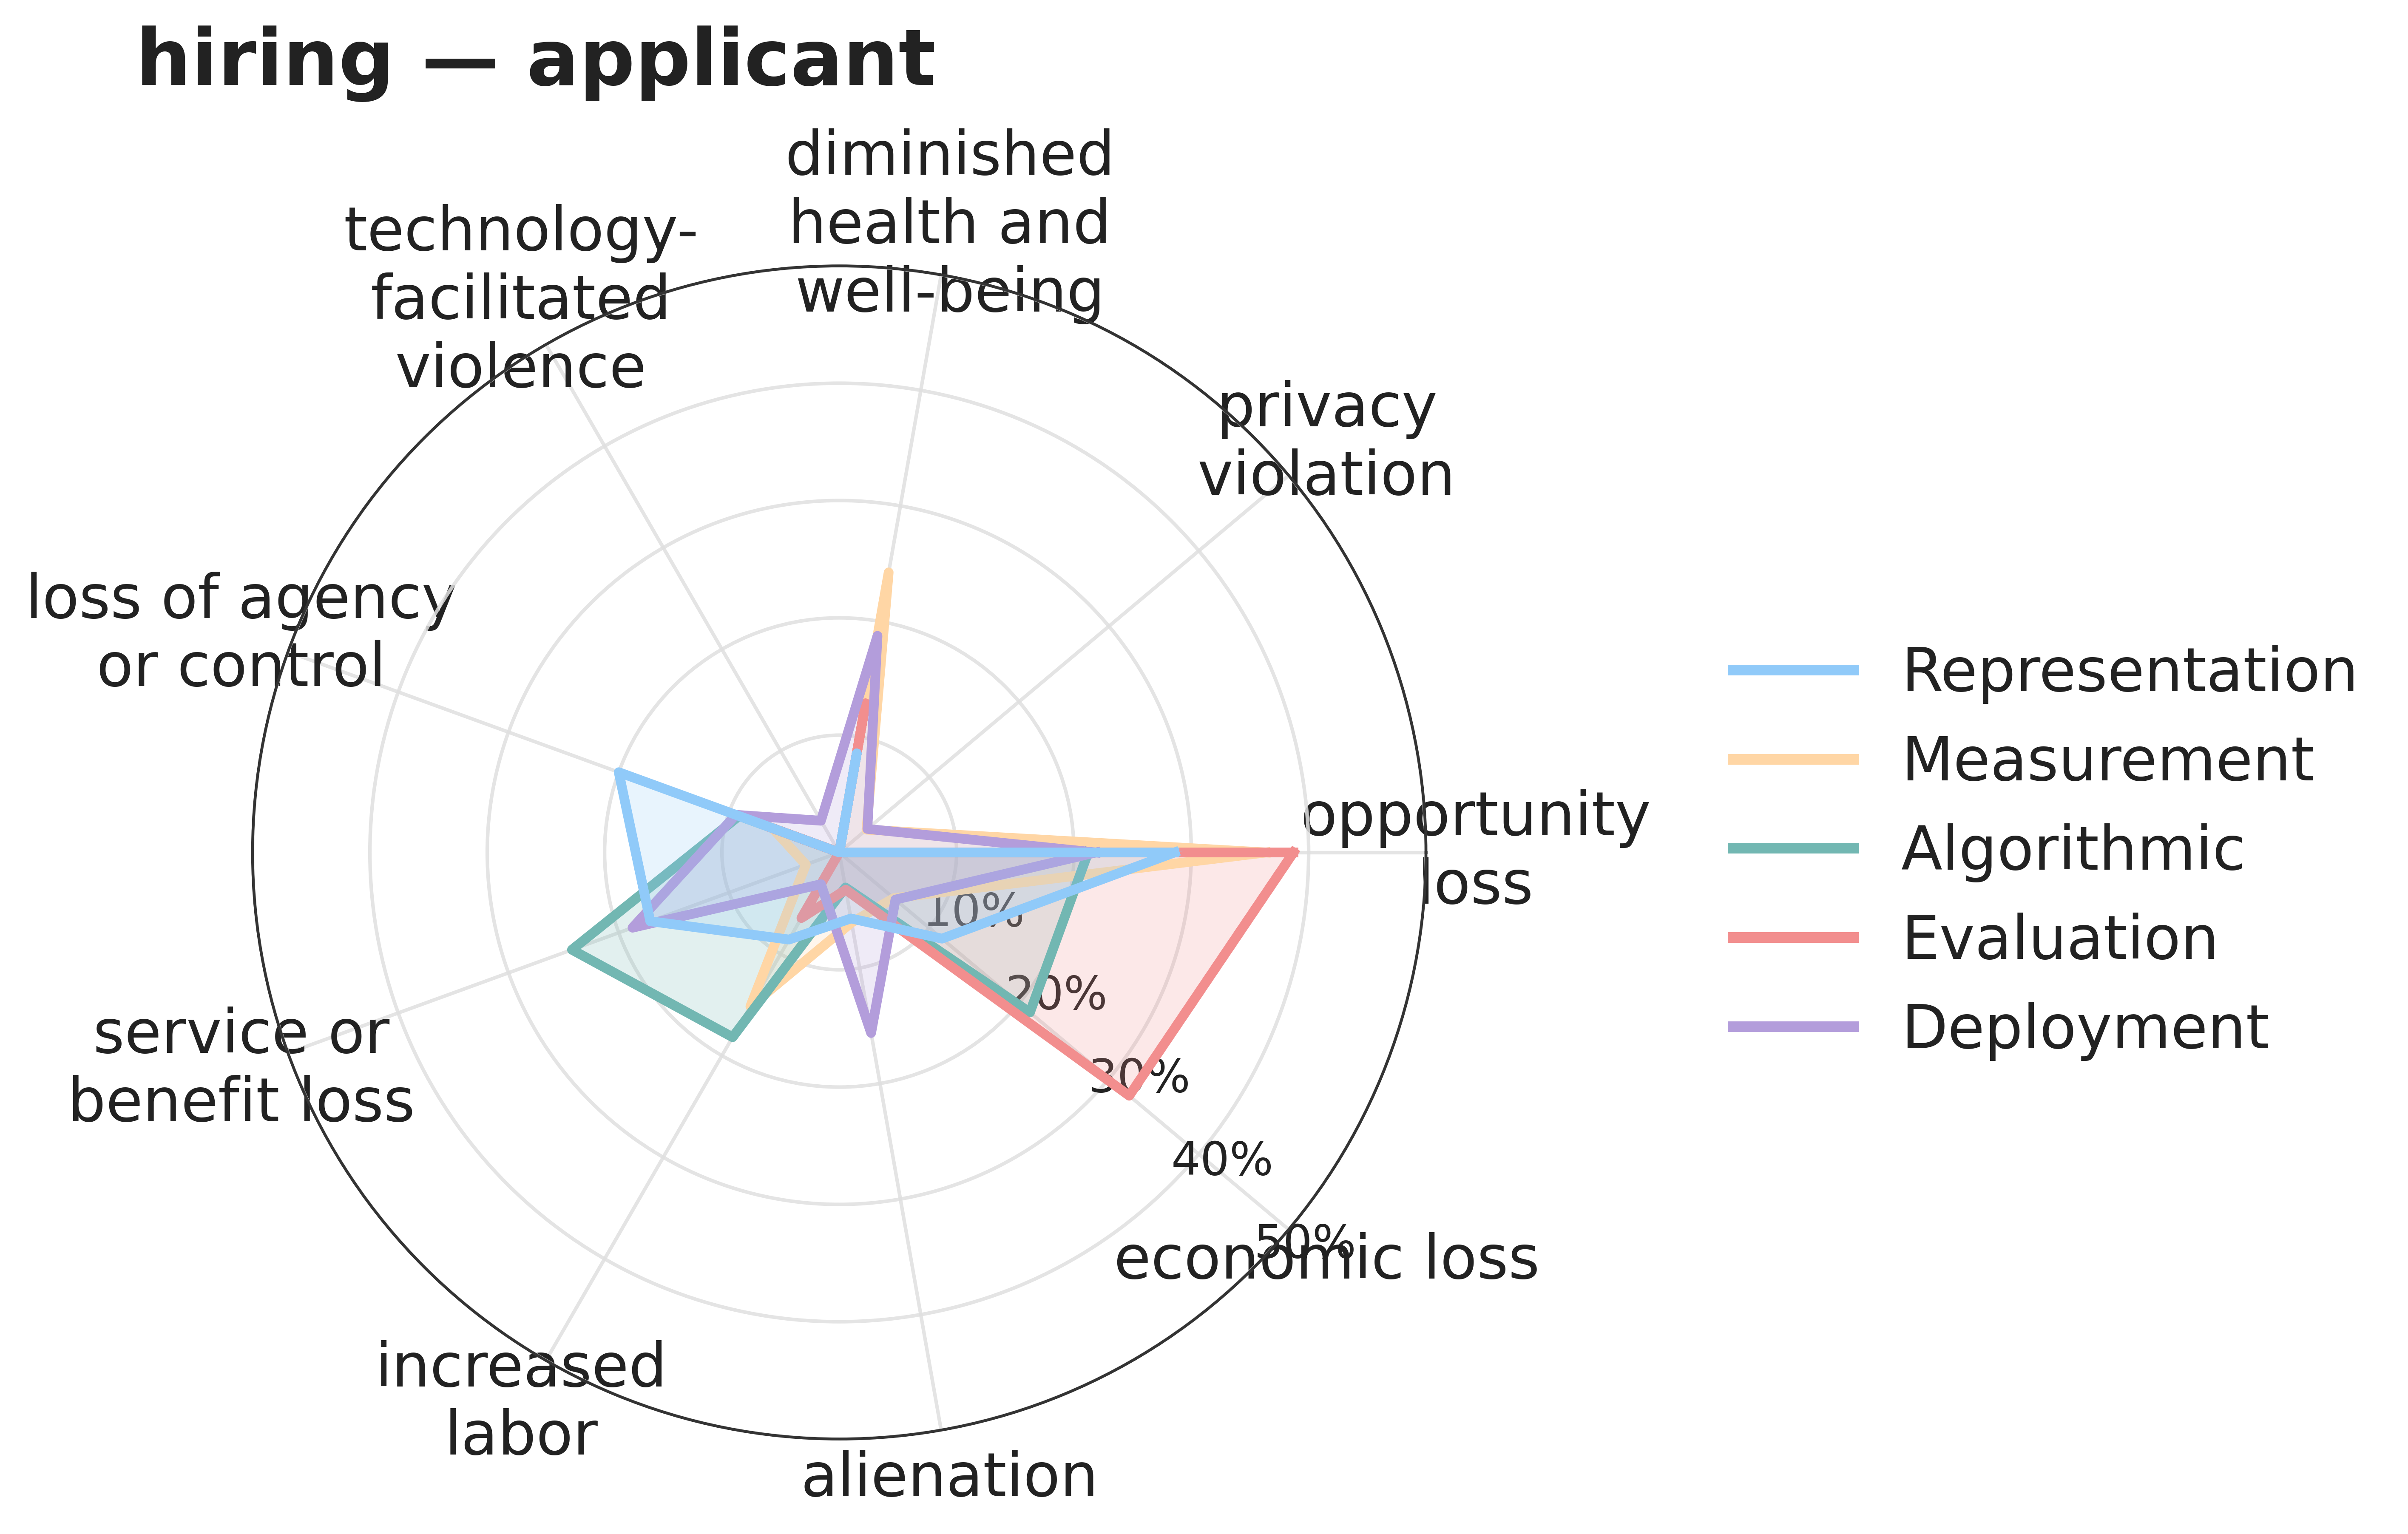 hiring — applicant
diminished
health and
well-being
technology-
facilitated
violence
privacy
violation
loss of agency
or control
opportunity
loss
10%
20%
30%
40%
50%
economic loss
service or
benefit loss
increased
labor
alienation
Representation
Measurement
Algorithmic
Evaluation
Deployment